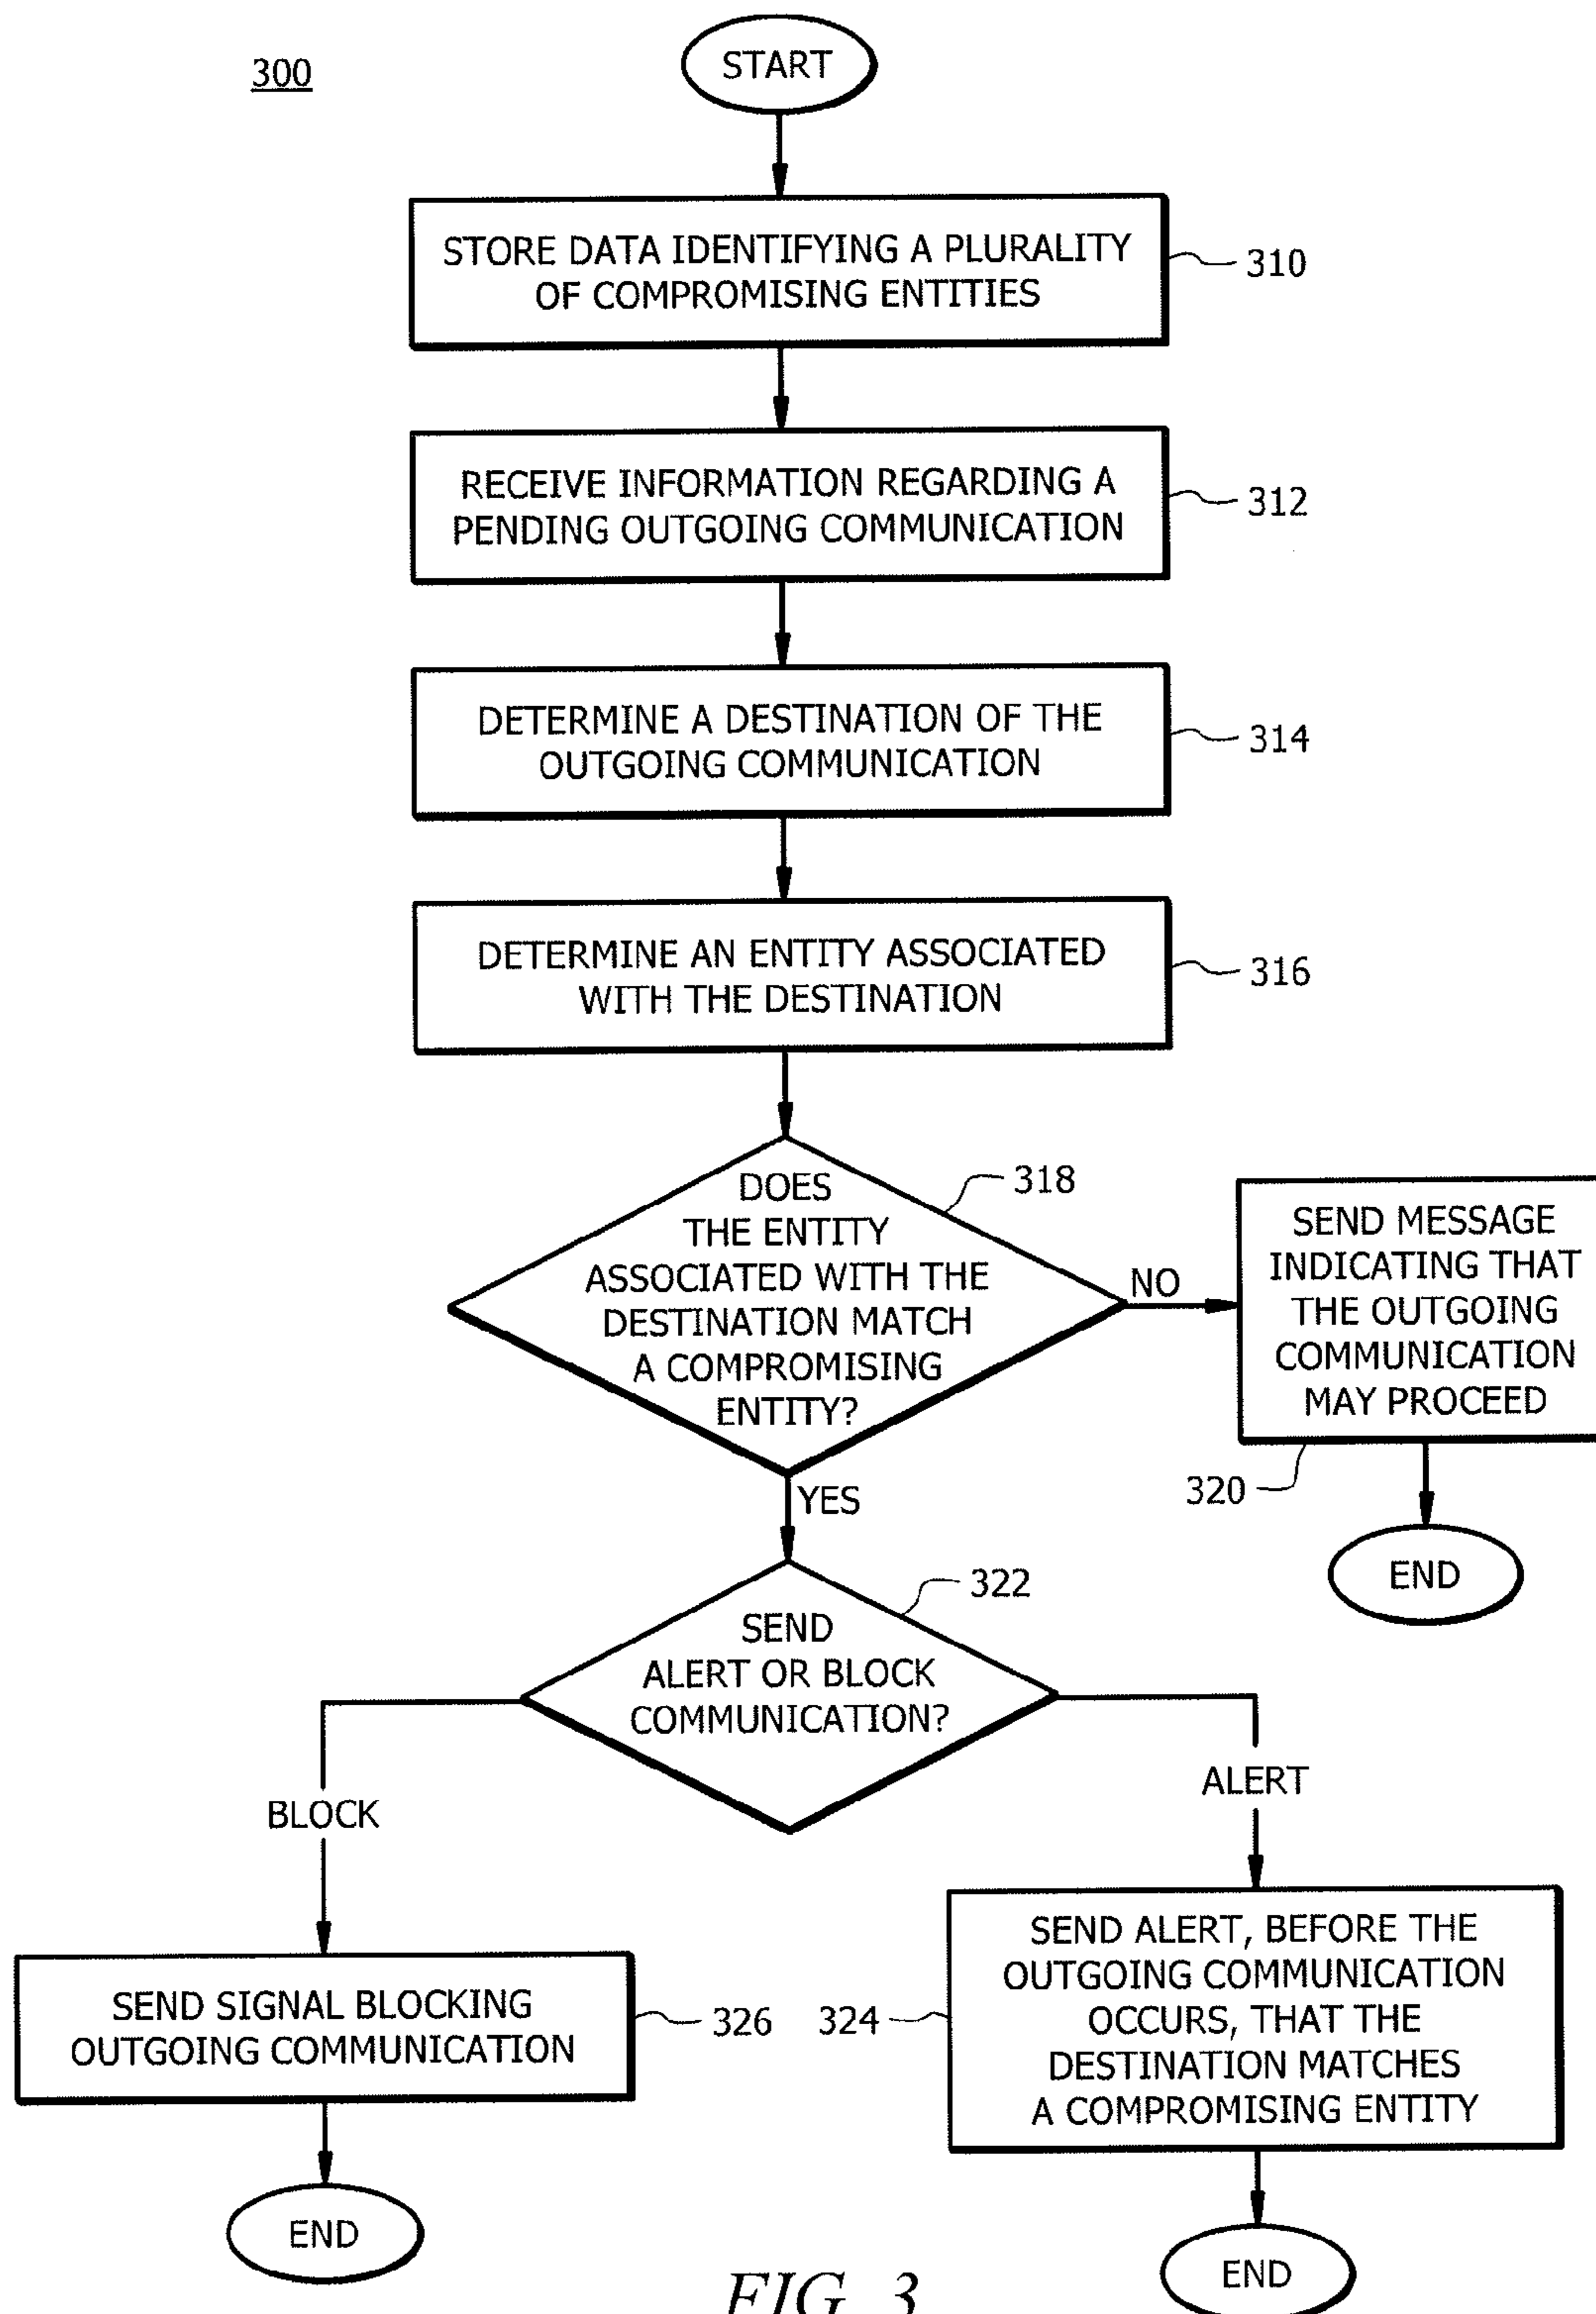 300
START
STORE DATA IDENTIFYING A PLURALITY
OF COMPROMISING ENTITIES
310
RECEIVE INFORMATION REGARDING A
PENDING OUTGOING COMMUNICATION
312
DETERMINE A DESTINATION OF THE
OUTGOING COMMUNICATION
314
DETERMINE AN ENTITY ASSOCIATED
WITH THE DESTINATION
316
DOES
THE ENTITY
ASSOCIATED WITH THE
DESTINATION MATCH
A COMPROMISING
ENTITY?
318
NO
SEND MESSAGE
INDICATING THAT
THE OUTGOING
COMMUNICATION
MAY PROCEED
320
END
YES
SEND
ALERT OR BLOCK
COMMUNICATION?
322
BLOCK
ALERT
SEND SIGNAL BLOCKING
OUTGOING COMMUNICATION
326
324
SEND ALERT, BEFORE THE
OUTGOING COMMUNICATION
OCCURS, THAT THE
DESTINATION MATCHES
A COMPROMISING ENTITY
END
END
FIG. 3